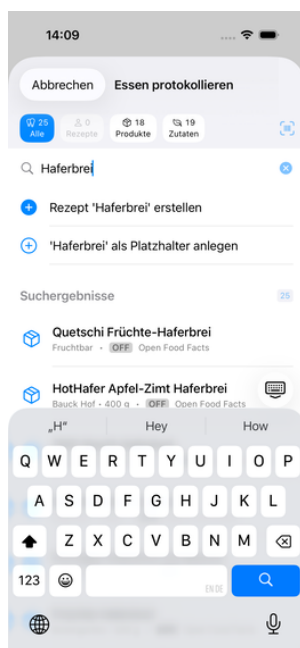 14:09
Abbrechen Essen protokollieren
25 0 18 19
Alle Rezepte Produkte Zutaten
Haferbrei
Rezept 'Haferbrei' erstellen
'Haferbrei' als Platzhalter anlegen
Suchergebnisse 25
Quetschi Früchte-Haferbrei
Fruchtbar • OFF Open Food Facts
HotHafer Apfel-Zimt Haferbrei
Bauck Hof • 400 g • OFF Open Food Facts
„H" Hey How
Q W E R T Y U I O P
A S D F G H J K L
Z X C V B N M
123 EN DE